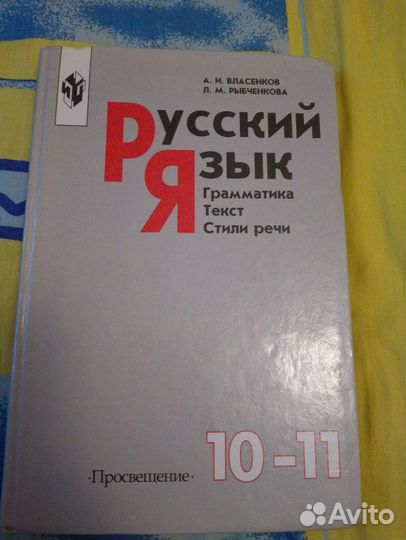 А. И. ВЛАСЕНКОВ
Л. М. РЫБЧЕНКОВА
РУССКИЙ
ЯЗЫК
Грамматика
Текст
Стили речи
10-11
·Просвещение·
Avito